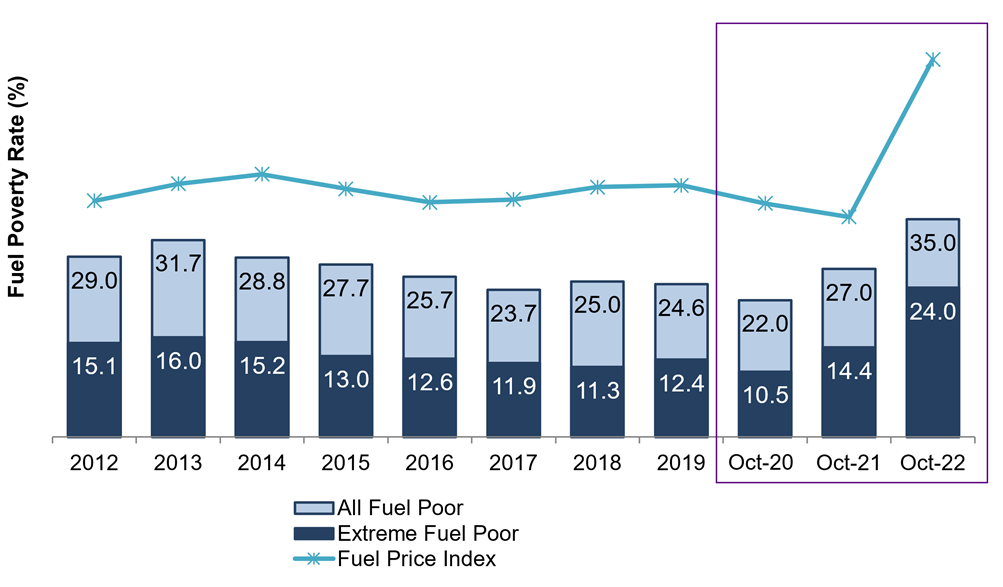 Fuel Poverty Rate (%)
29.0 31.7 28.8 27.7 25.7 23.7 25.0 24.6 22.0 27.0 35.0
15.1 16.0 15.2 13.0 12.6 11.9 11.3 12.4 10.5 14.4 24.0
2012 2013 2014 2015 2016 2017 2018 2019 Oct-20 Oct-21 Oct-22
All Fuel Poor
Extreme Fuel Poor
Fuel Price Index